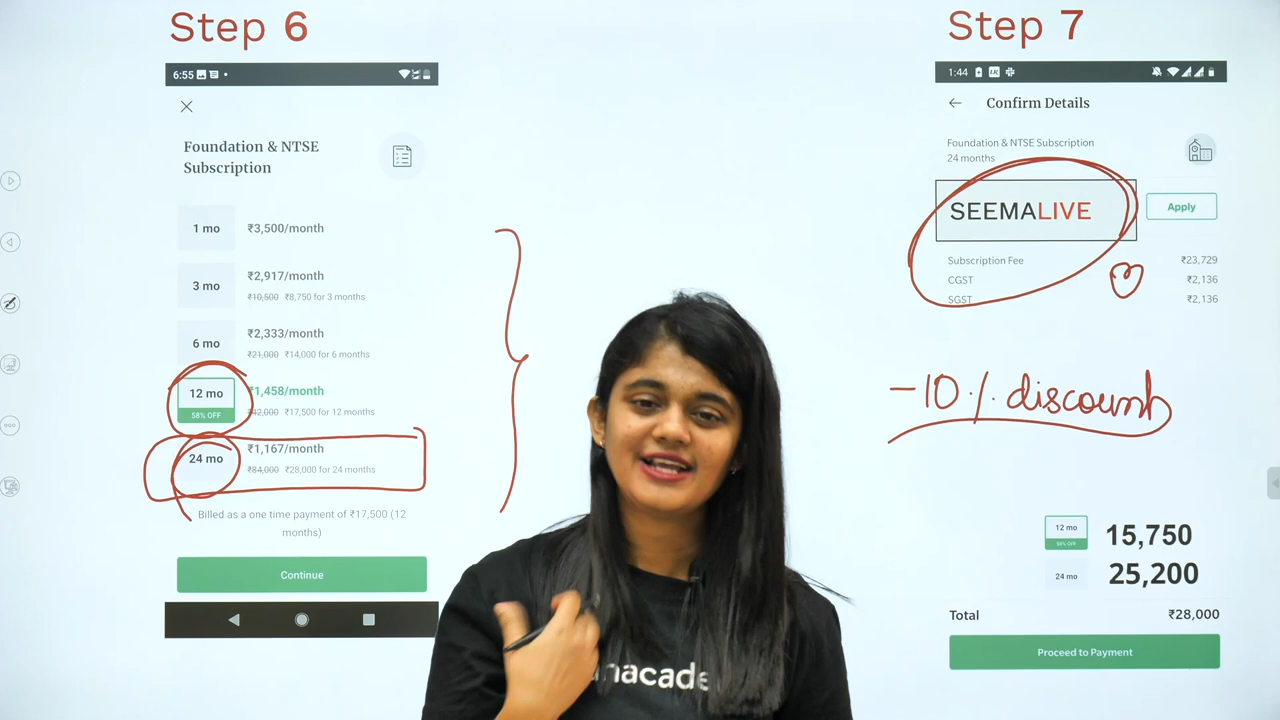 Step 6
6:55
Foundation & NTSE
Subscription
1 mo ₹3,500/month
3 mo ₹2,917/month
₹10,500 ₹8,750 for 3 months
6 mo ₹2,333/month
₹21,000 ₹14,000 for 6 months
12 mo ₹1,458/month
58% OFF ₹42,000 ₹17,500 for 12 months
24 mo ₹1,167/month
₹84,000 ₹28,000 for 24 months
Billed as a one time payment of ₹17,500 (12
months)
Continue
Step 7
1:44
Confirm Details
Foundation & NTSE Subscription
24 months
SEEMALIVE Apply
Subscription Fee ₹23,729
CGST ₹2,136
SGST ₹2,136
-10% discount
12 mo 15,750
58% OFF
24 mo 25,200
Total ₹28,000
Proceed to Payment
unacade